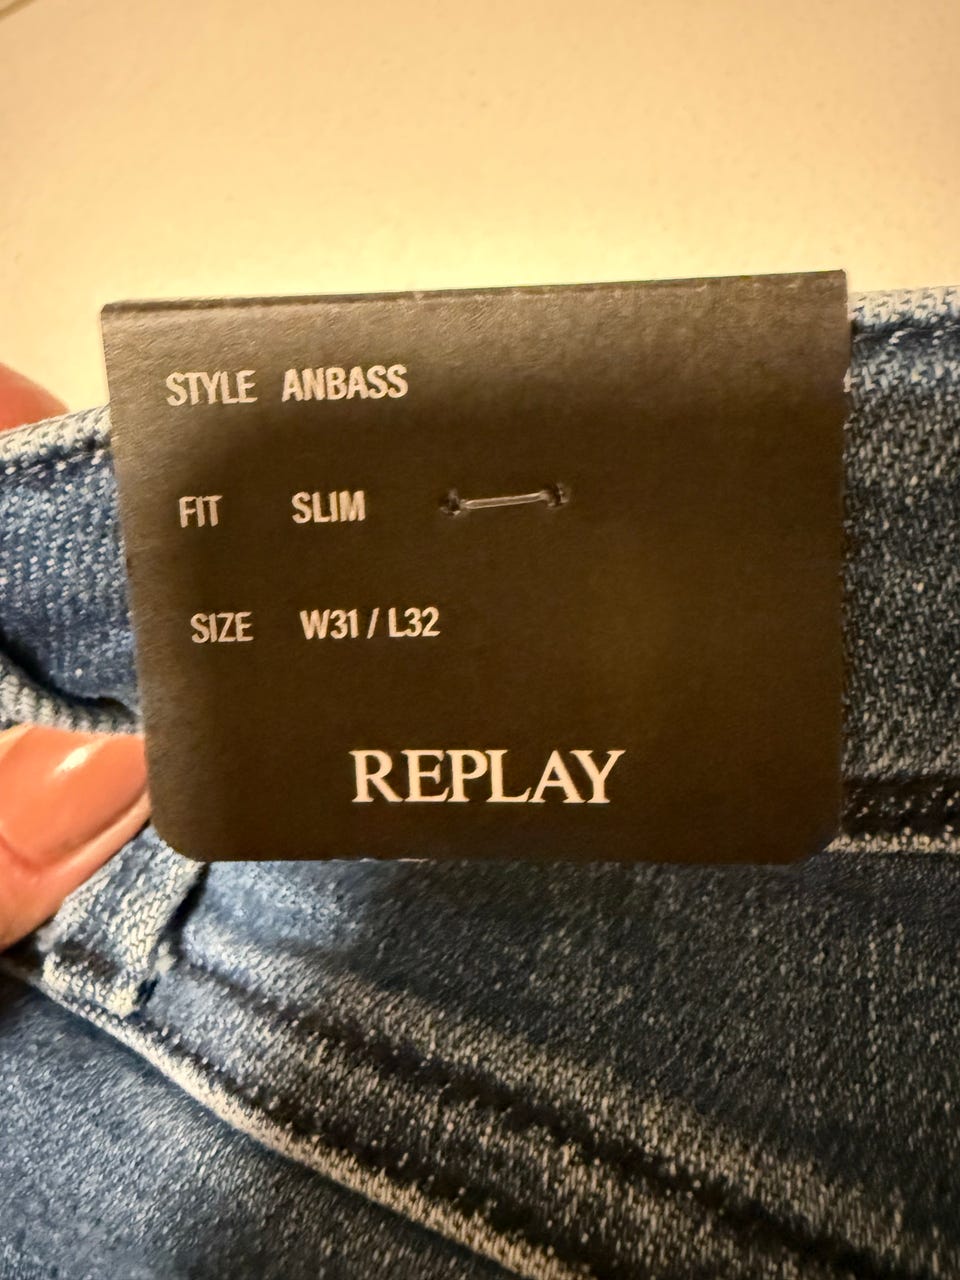 STYLE ANBASS
FIT SLIM
SIZE W31 / L32
REPLAY